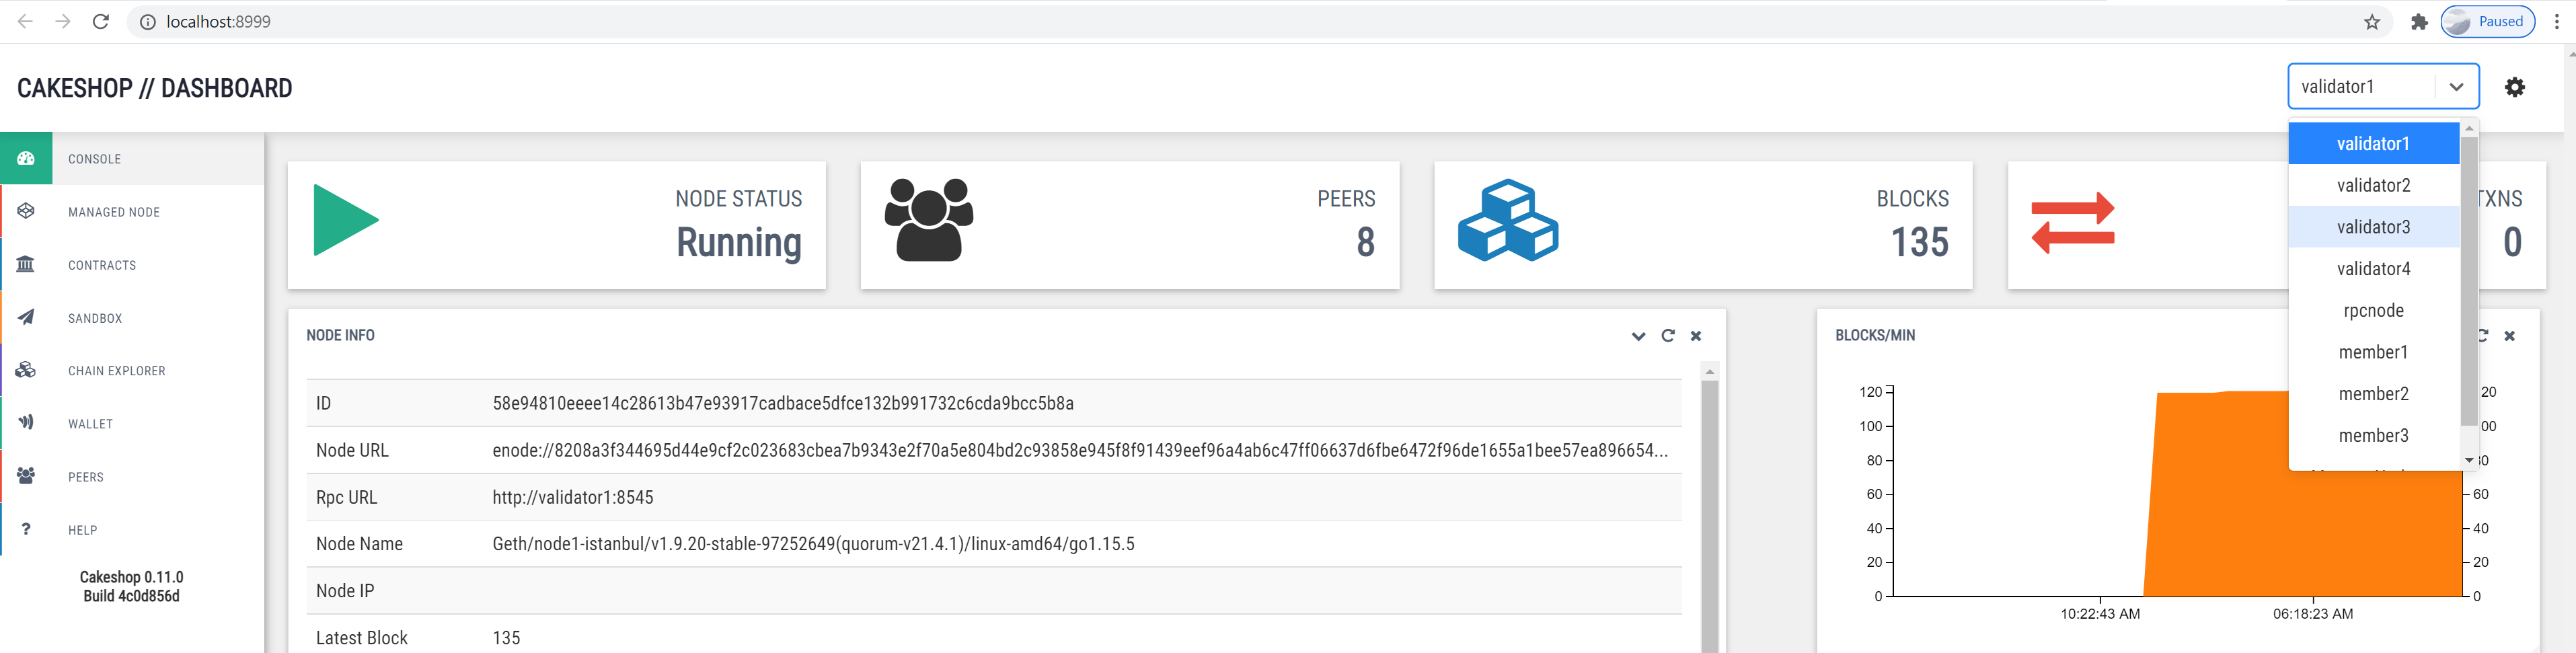 localhost:8999
Paused
CAKESHOP // DASHBOARD
validator1
validator1
validator2
validator3
validator4
rpcnode
member1
member2
member3
CONSOLE
MANAGED NODE
CONTRACTS
SANDBOX
CHAIN EXPLORER
WALLET
PEERS
? HELP
Cakeshop 0.11.0
Build 4c0d856d
NODE STATUS
Running
PEERS
8
BLOCKS
135
TXNS
0
NODE INFO
ID 58e94810eeee14c28613b47e93917cadbace5dfce132b991732c6cda9bcc5b8a
Node URL enode://8208a3f344695d44e9cf2c023683cbea7b9343e2f70a5e804bd2c93858e945f8f91439eef96a4ab6c47ff06637d6fbe6472f96de1655a1bee57ea896654...
Rpc URL http://validator1:8545
Node Name Geth/node1-istanbul/v1.9.20-stable-97252649(quorum-v21.4.1)/linux-amd64/go1.15.5
Node IP
Latest Block 135
BLOCKS/MIN
120 20
100 00
80 30
60 60
40 40
20 20
0 0
10:22:43 AM 06:18:23 AM